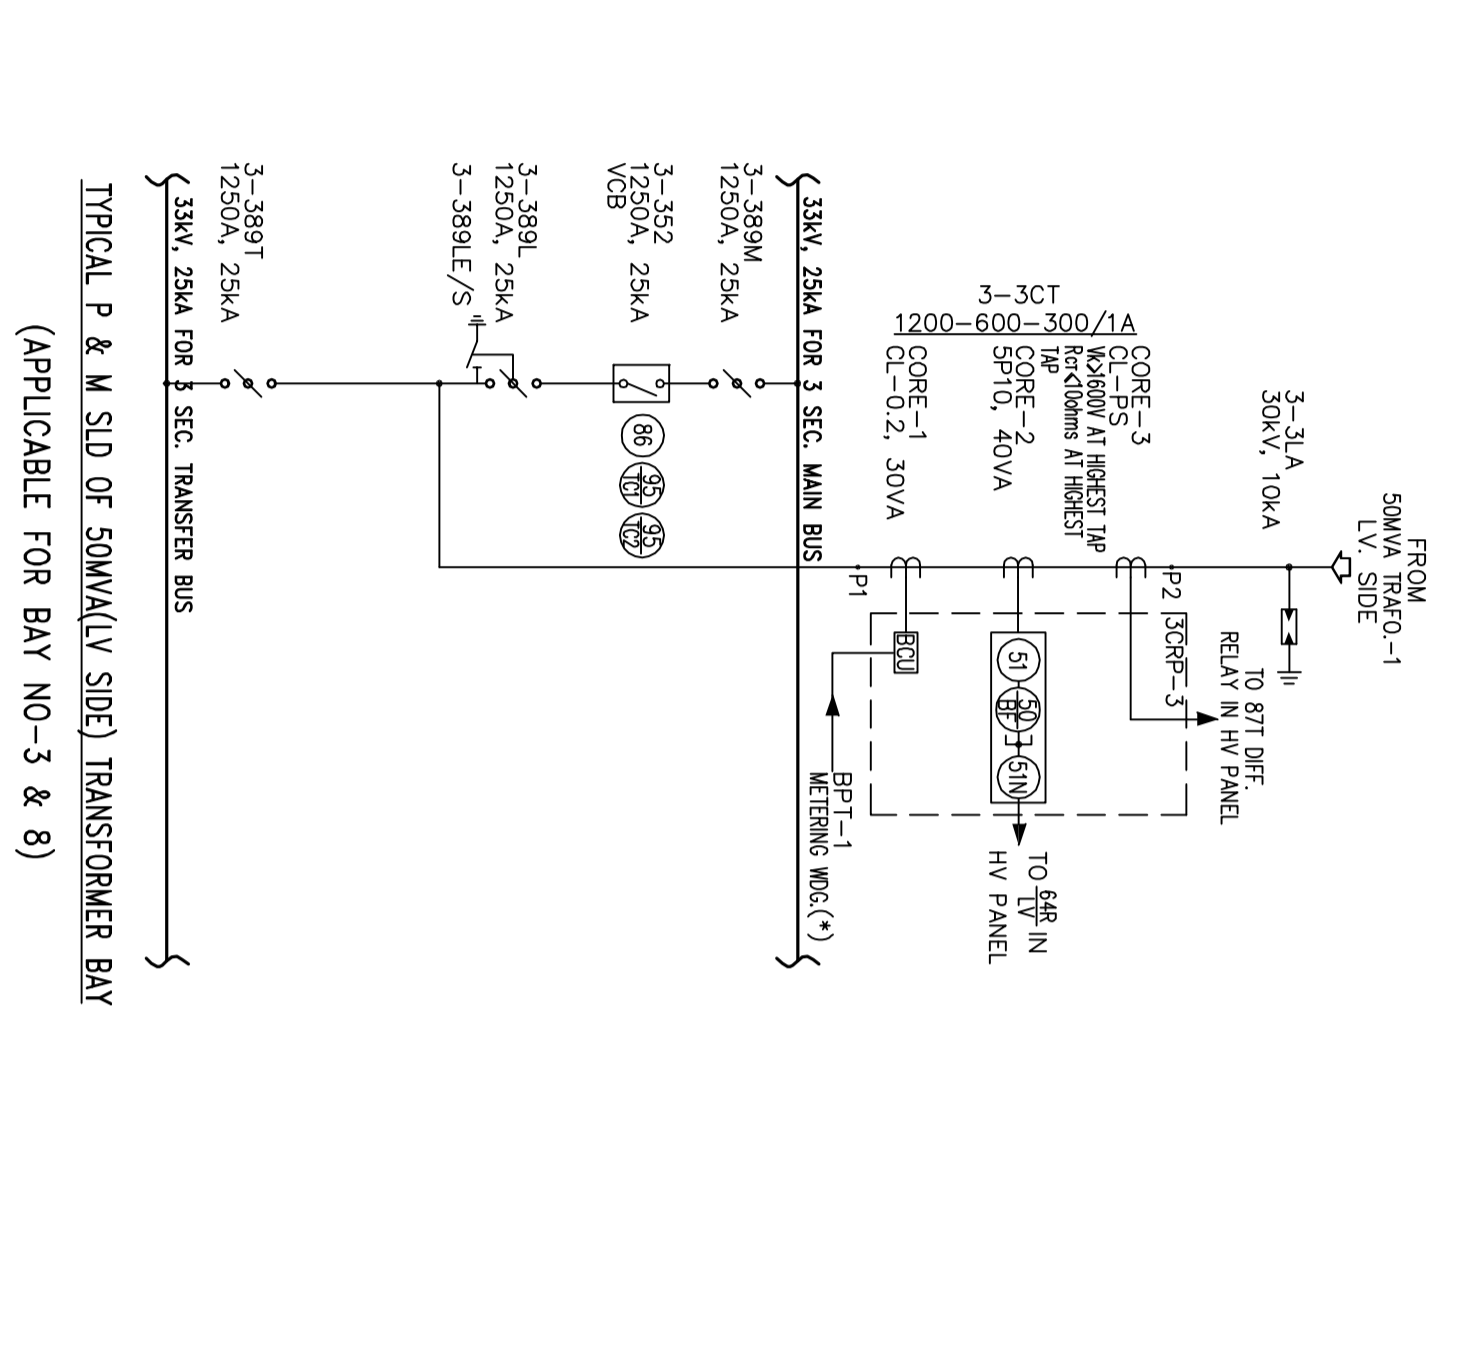 FROM
50MVA TRAFO.-1
LV. SIDE
3-3LA
30kV, 10kA
TO 87T DIFF.
RELAY IN HV PANEL
P2
3CRP-3
3-3CT
1200-600-300/1A
CORE-3
CL-PS
Vk>1600V AT HIGHEST TAP
RCT<10ohms AT HIGHEST
TAP
CORE-2
5P10, 40VA
CORE-1
CL-0.2, 30VA
51
50
BF
51N
TO 64R IN
LV
HV PANEL
BCU
P1
BPT-1
METERING WDG.(*)
33kV, 25kA FOR 3 SEC. MAIN BUS
3-389M
1250A, 25kA
3-352
1250A, 25kA
VCB
86
95
TC1
95
TC2
3-389L
1250A, 25kA
3-389LE/S
3-389T
1250A, 25kA
33kV, 25kA FOR 3 SEC. TRANSFER BUS
TYPICAL P & M SLD OF 50MVA(LV SIDE) TRANSFORMER BAY
(APPLICABLE FOR BAY NO-3 & 8)